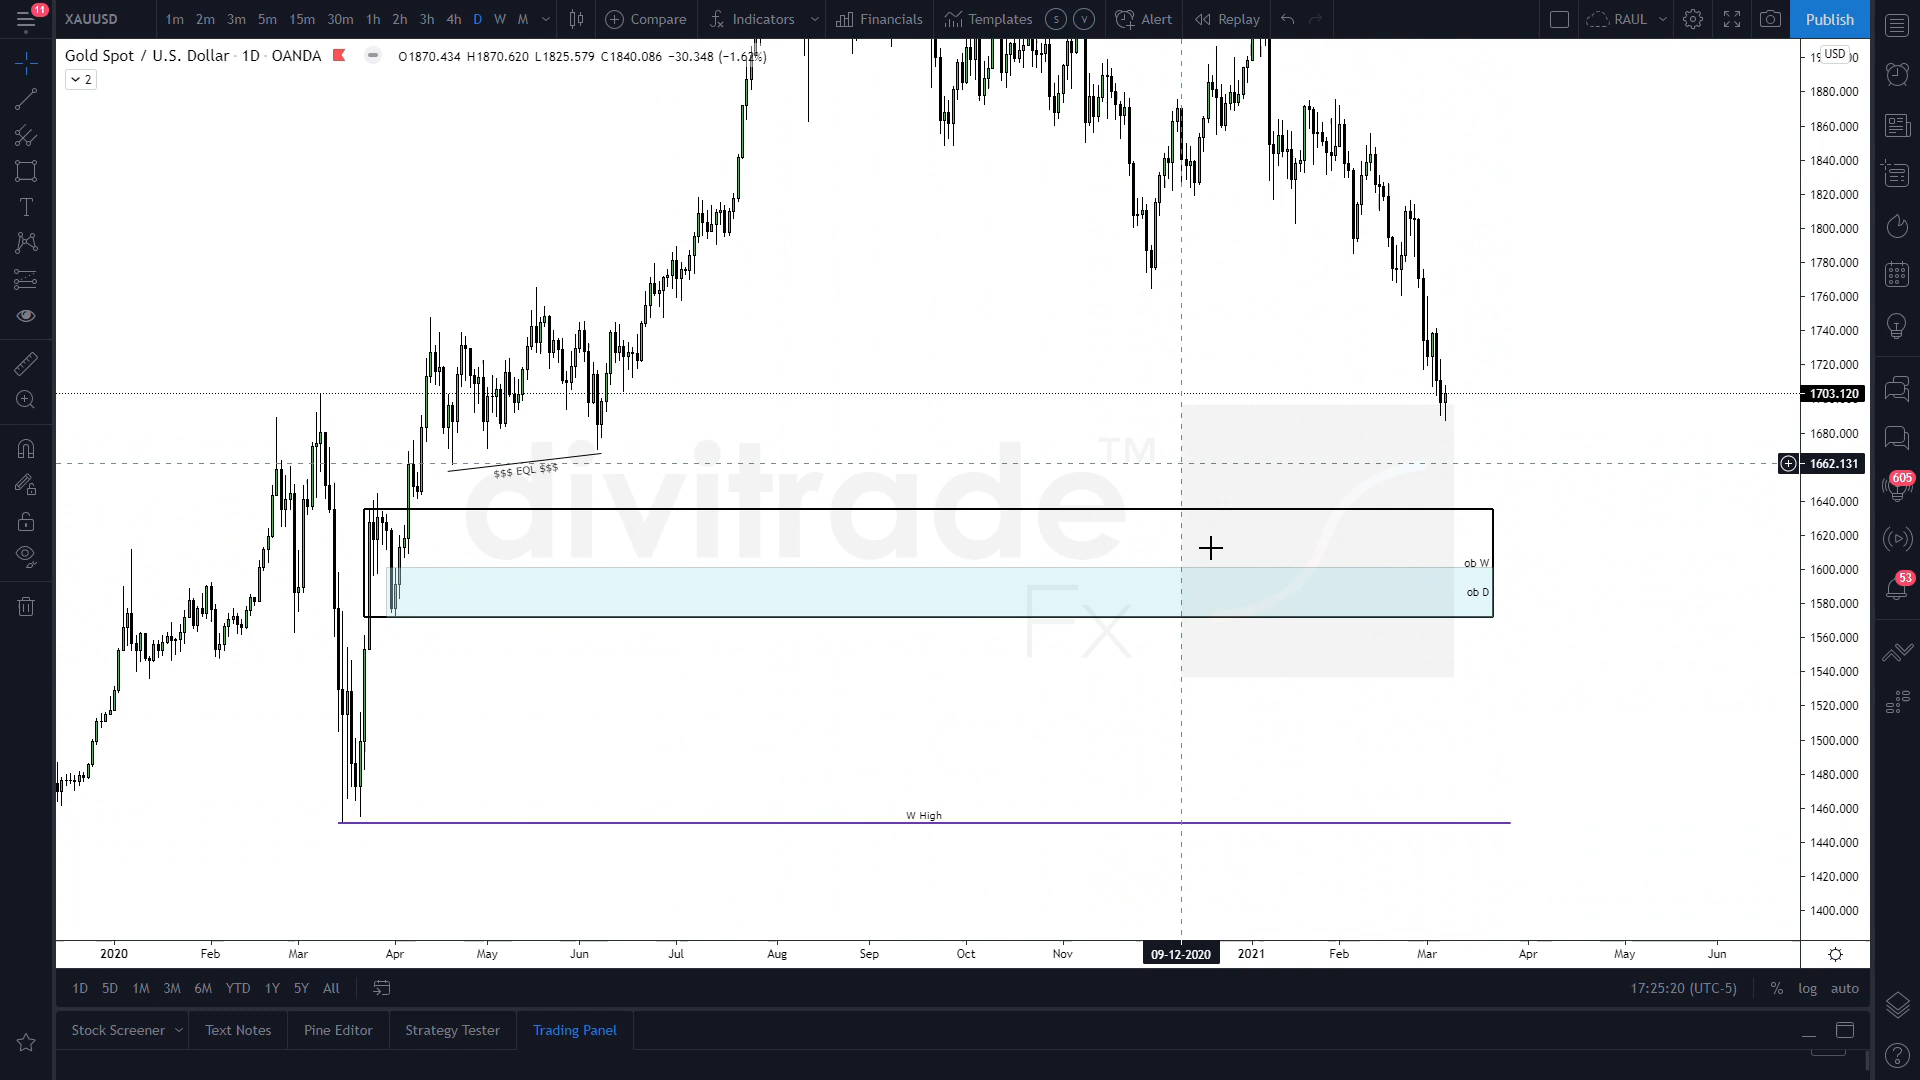 11
XAUUSD 1m 2m 3m 5m 15m 30m 1h 2h 3h 4h D W M Compare Indicators Financials Templates S V Alert Replay RAUL Publish
Gold Spot / U.S. Dollar · 1D · OANDA O1870.434 H1870.620 L1825.579 C1840.086 −30.348 (−1.62%)
2
USD
1880.000
1860.000
1840.000
1820.000
1800.000
1780.000
1760.000
1740.000
1720.000
1703.120
1680.000
1662.131
1640.000
1620.000
1600.000
1580.000
1560.000
1540.000
1520.000
1500.000
1480.000
1460.000
1440.000
1420.000
1400.000
$$$ EQL $$$
divitrade™
Fx
ob W
ob D
W High
2020 Feb Mar Apr May Jun Jul Aug Sep Oct Nov 09-12-2020 2021 Feb Mar Apr May Jun
605
53
1D 5D 1M 3M 6M YTD 1Y 5Y All 17:25:20 (UTC-5) % log auto
Stock Screener Text Notes Pine Editor Strategy Tester Trading Panel